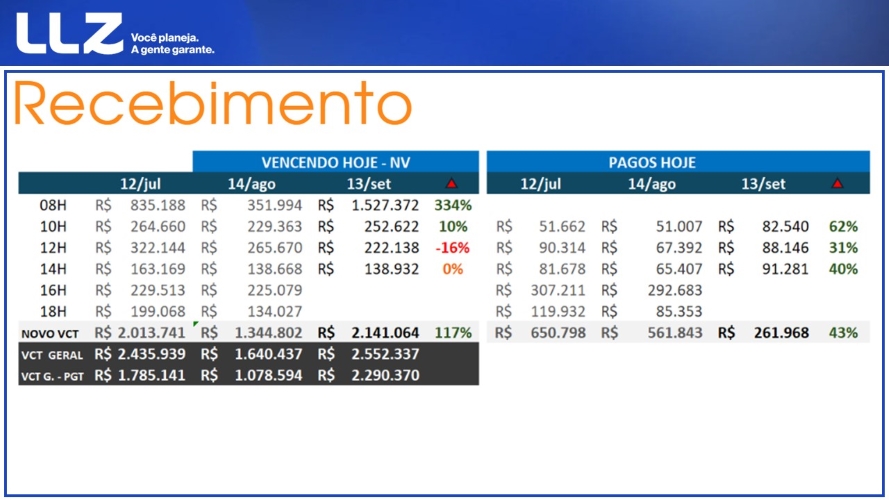 LLZ Você planeja.
A gente garante.
Recebimento
VENCENDO HOJE - NV PAGOS HOJE
12/jul 14/ago 13/set 12/jul 14/ago 13/set
08H R$ 835.188 R$ 351.994 R$ 1.527.372 334%
10H R$ 264.660 R$ 229.363 R$ 252.622 10% R$ 51.662 R$ 51.007 R$ 82.540 62%
12H R$ 322.144 R$ 265.670 R$ 222.138 -16% R$ 90.314 R$ 67.392 R$ 88.146 31%
14H R$ 163.169 R$ 138.668 R$ 138.932 0% R$ 81.678 R$ 65.407 R$ 91.281 40%
16H R$ 229.513 R$ 225.079 R$ 307.211 R$ 292.683
18H R$ 199.068 R$ 134.027 R$ 119.932 R$ 85.353
NOVO VCT R$ 2.013.741 R$ 1.344.802 R$ 2.141.064 117% R$ 650.798 R$ 561.843 R$ 261.968 43%
VCT GERAL R$ 2.435.939 R$ 1.640.437 R$ 2.552.337
VCT G. - PGT R$ 1.785.141 R$ 1.078.594 R$ 2.290.370